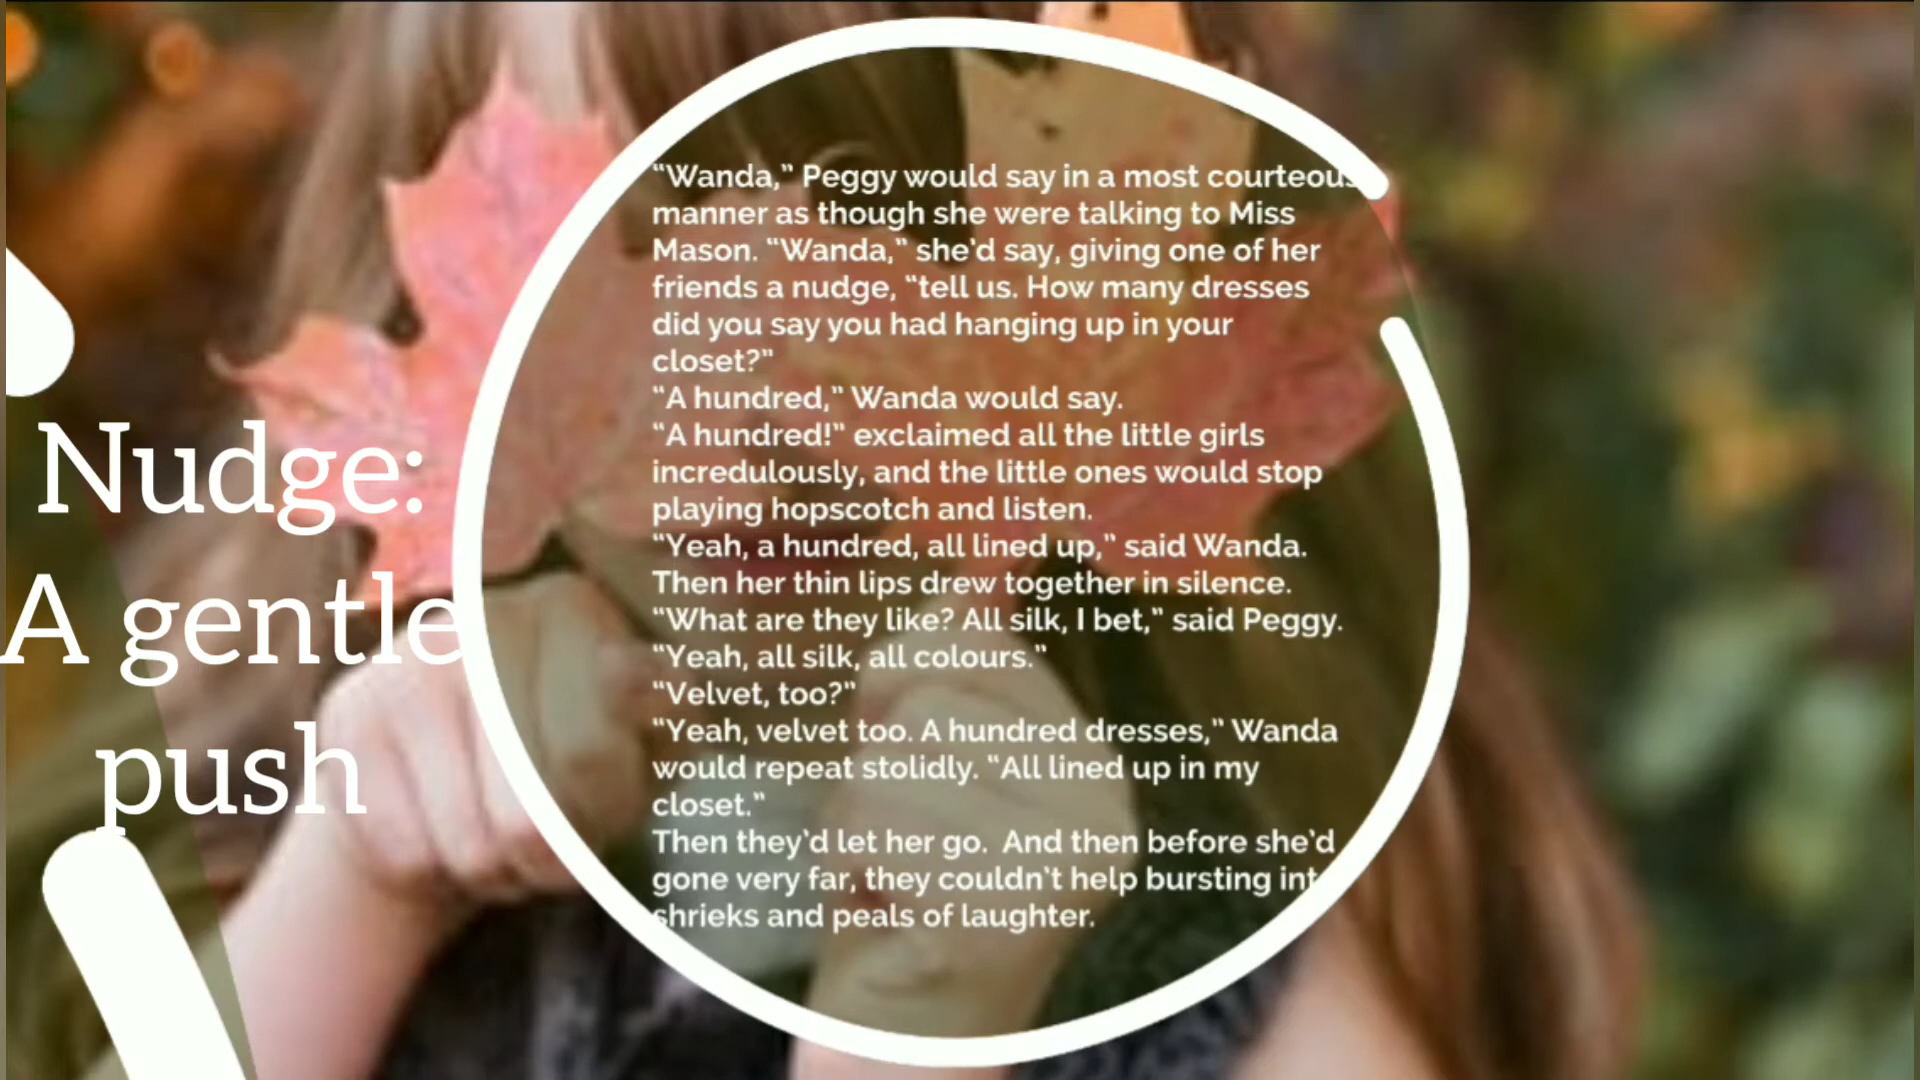 Nudge:
A gentle
push
“Wanda,” Peggy would say in a most courteous
manner as though she were talking to Miss
Mason. “Wanda,” she’d say, giving one of her
friends a nudge, “tell us. How many dresses
did you say you had hanging up in your
closet?”
“A hundred,” Wanda would say.
“A hundred!” exclaimed all the little girls
incredulously, and the little ones would stop
playing hopscotch and listen.
“Yeah, a hundred, all lined up,” said Wanda.
Then her thin lips drew together in silence.
“What are they like? All silk, I bet,” said Peggy.
“Yeah, all silk, all colours.”
“Velvet, too?”
“Yeah, velvet too. A hundred dresses,” Wanda
would repeat stolidly. “All lined up in my
closet.”
Then they’d let her go.  And then before she’d
gone very far, they couldn’t help bursting into
shrieks and peals of laughter.